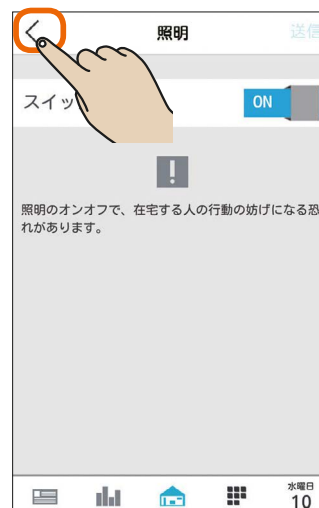 照明
送信
スイッ
ON
照明のオンオフで、在宅する人の行動の妨げになる恐
れがあります。
水曜日
10